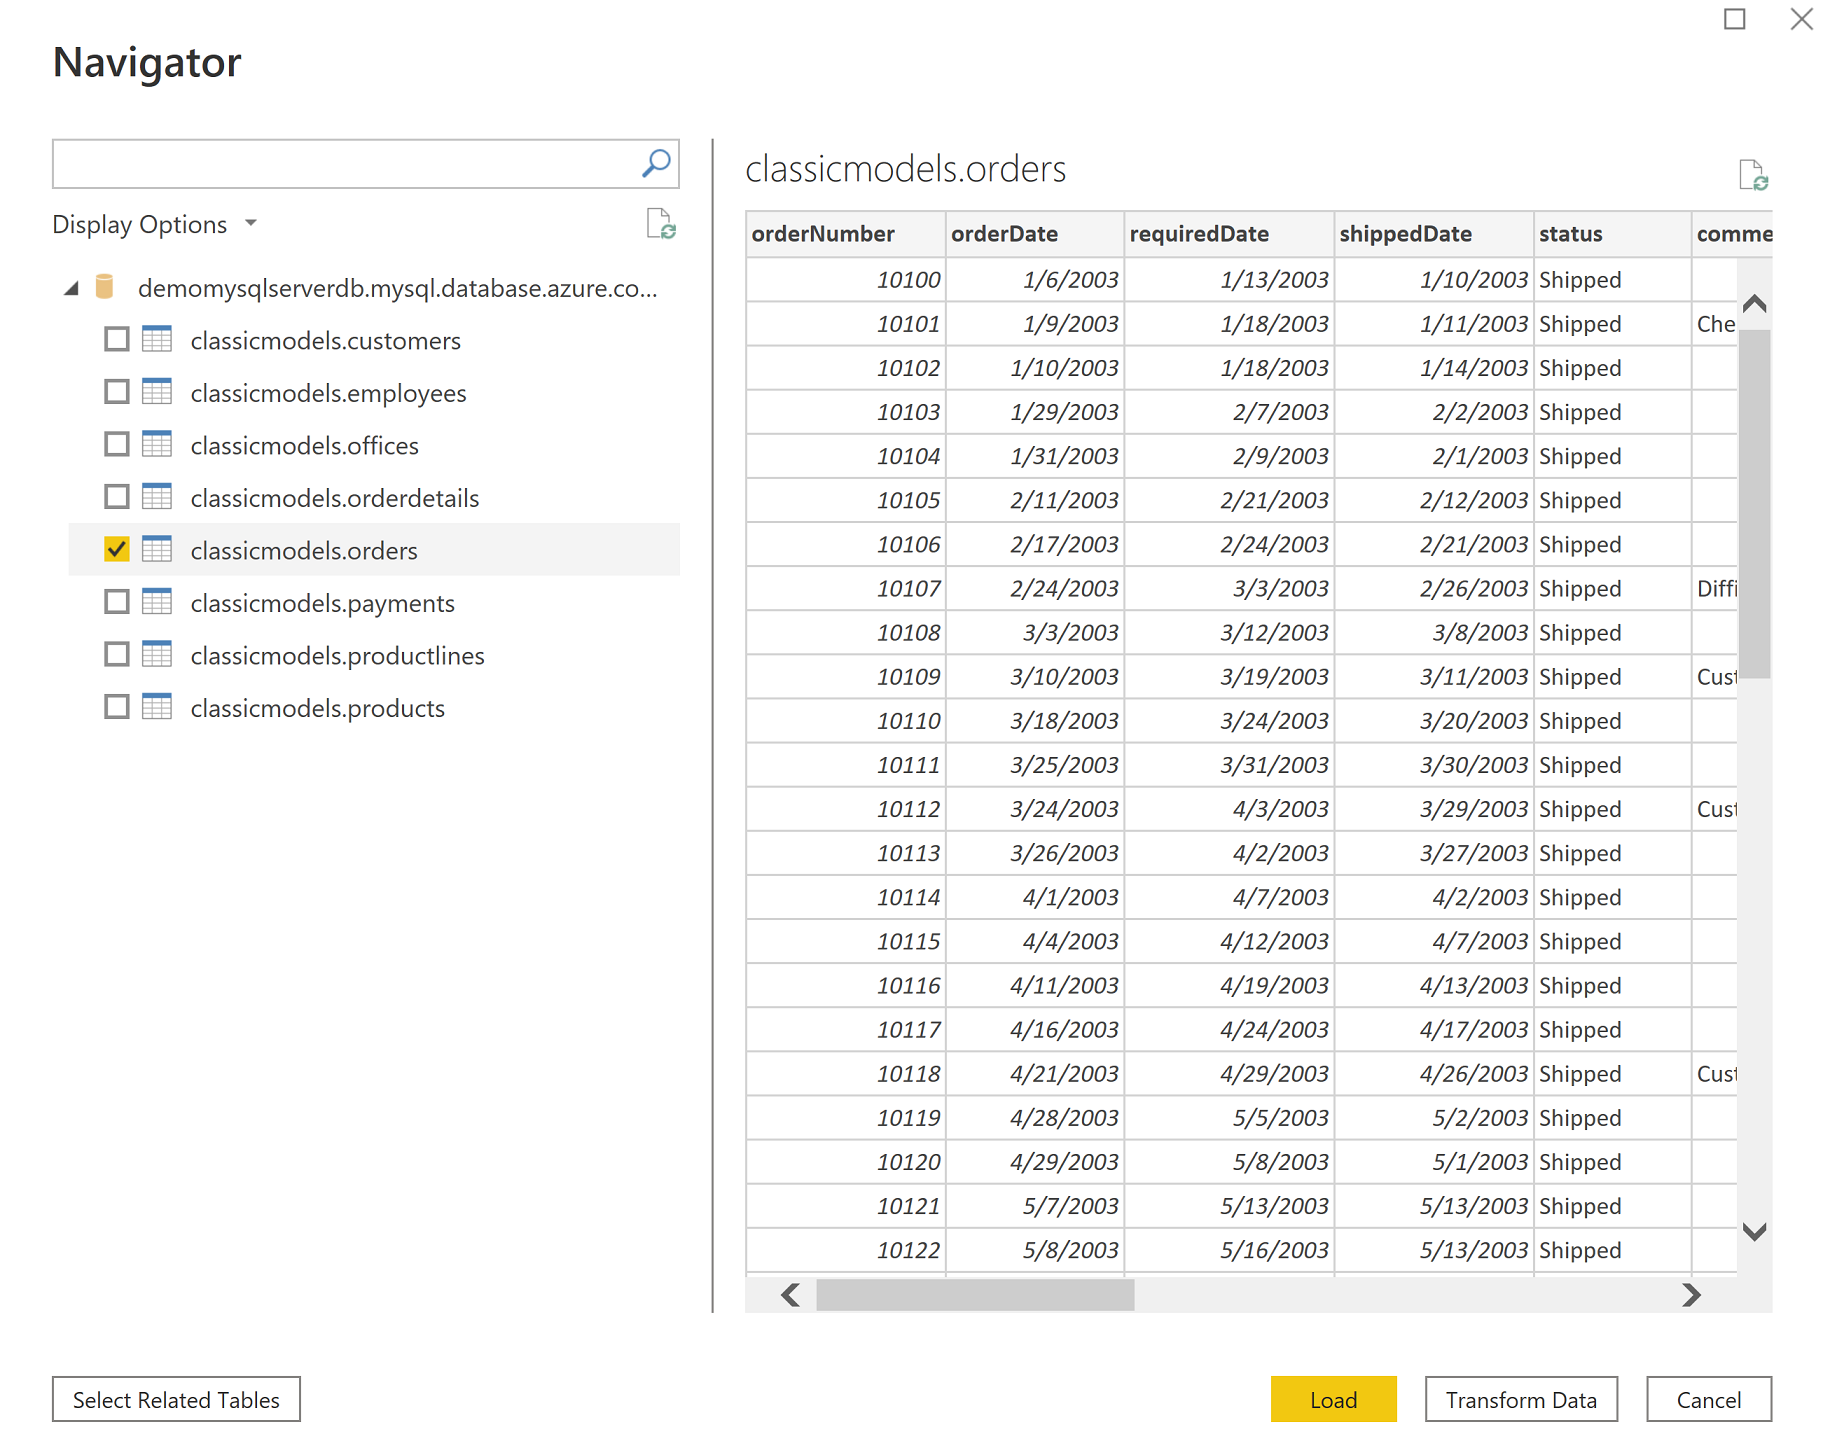 Navigator
Display Options
demomysqlserverdb.mysql.database.azure.co...
classicmodels.customers
classicmodels.employees
classicmodels.offices
classicmodels.orderdetails
classicmodels.orders
classicmodels.payments
classicmodels.productlines
classicmodels.products
classicmodels.orders
orderNumber orderDate requiredDate shippedDate status comme
10100 1/6/2003 1/13/2003 1/10/2003 Shipped
10101 1/9/2003 1/18/2003 1/11/2003 Shipped Che
10102 1/10/2003 1/18/2003 1/14/2003 Shipped
10103 1/29/2003 2/7/2003 2/2/2003 Shipped
10104 1/31/2003 2/9/2003 2/1/2003 Shipped
10105 2/11/2003 2/21/2003 2/12/2003 Shipped
10106 2/17/2003 2/24/2003 2/21/2003 Shipped
10107 2/24/2003 3/3/2003 2/26/2003 Shipped Diffi
10108 3/3/2003 3/12/2003 3/8/2003 Shipped
10109 3/10/2003 3/19/2003 3/11/2003 Shipped Cust
10110 3/18/2003 3/24/2003 3/20/2003 Shipped
10111 3/25/2003 3/31/2003 3/30/2003 Shipped
10112 3/24/2003 4/3/2003 3/29/2003 Shipped Cust
10113 3/26/2003 4/2/2003 3/27/2003 Shipped
10114 4/1/2003 4/7/2003 4/2/2003 Shipped
10115 4/4/2003 4/12/2003 4/7/2003 Shipped
10116 4/11/2003 4/19/2003 4/13/2003 Shipped
10117 4/16/2003 4/24/2003 4/17/2003 Shipped
10118 4/21/2003 4/29/2003 4/26/2003 Shipped Cust
10119 4/28/2003 5/5/2003 5/2/2003 Shipped
10120 4/29/2003 5/8/2003 5/1/2003 Shipped
10121 5/7/2003 5/13/2003 5/13/2003 Shipped
10122 5/8/2003 5/16/2003 5/13/2003 Shipped
Select Related Tables
Load
Transform Data
Cancel